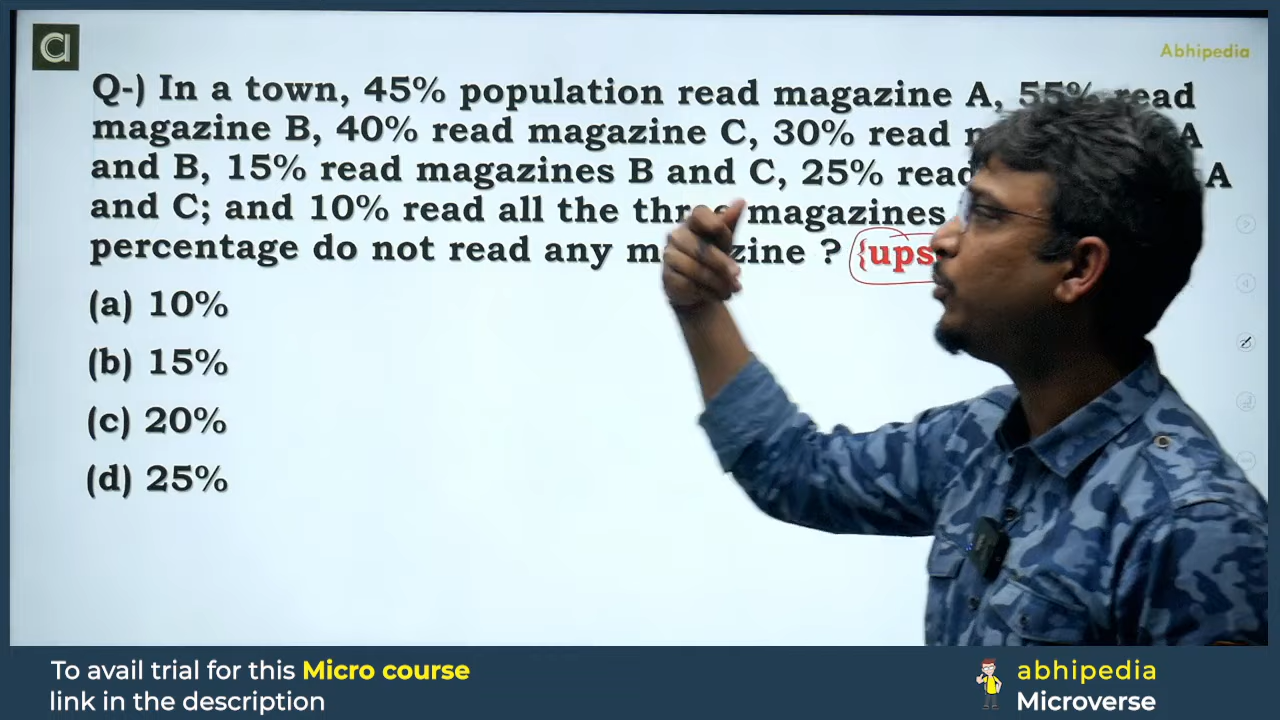 Abhipedia
Q-) In a town, 45% population read magazine A, 55% read
magazine B, 40% read magazine C, 30% read A
and B, 15% read magazines B and C, 25% read A
and C; and 10% read all the three magazines
percentage do not read any magazine ? {ups
(a) 10%
(b) 15%
(c) 20%
(d) 25%
To avail trial for this Micro course
link in the description
abhipedia
Microverse